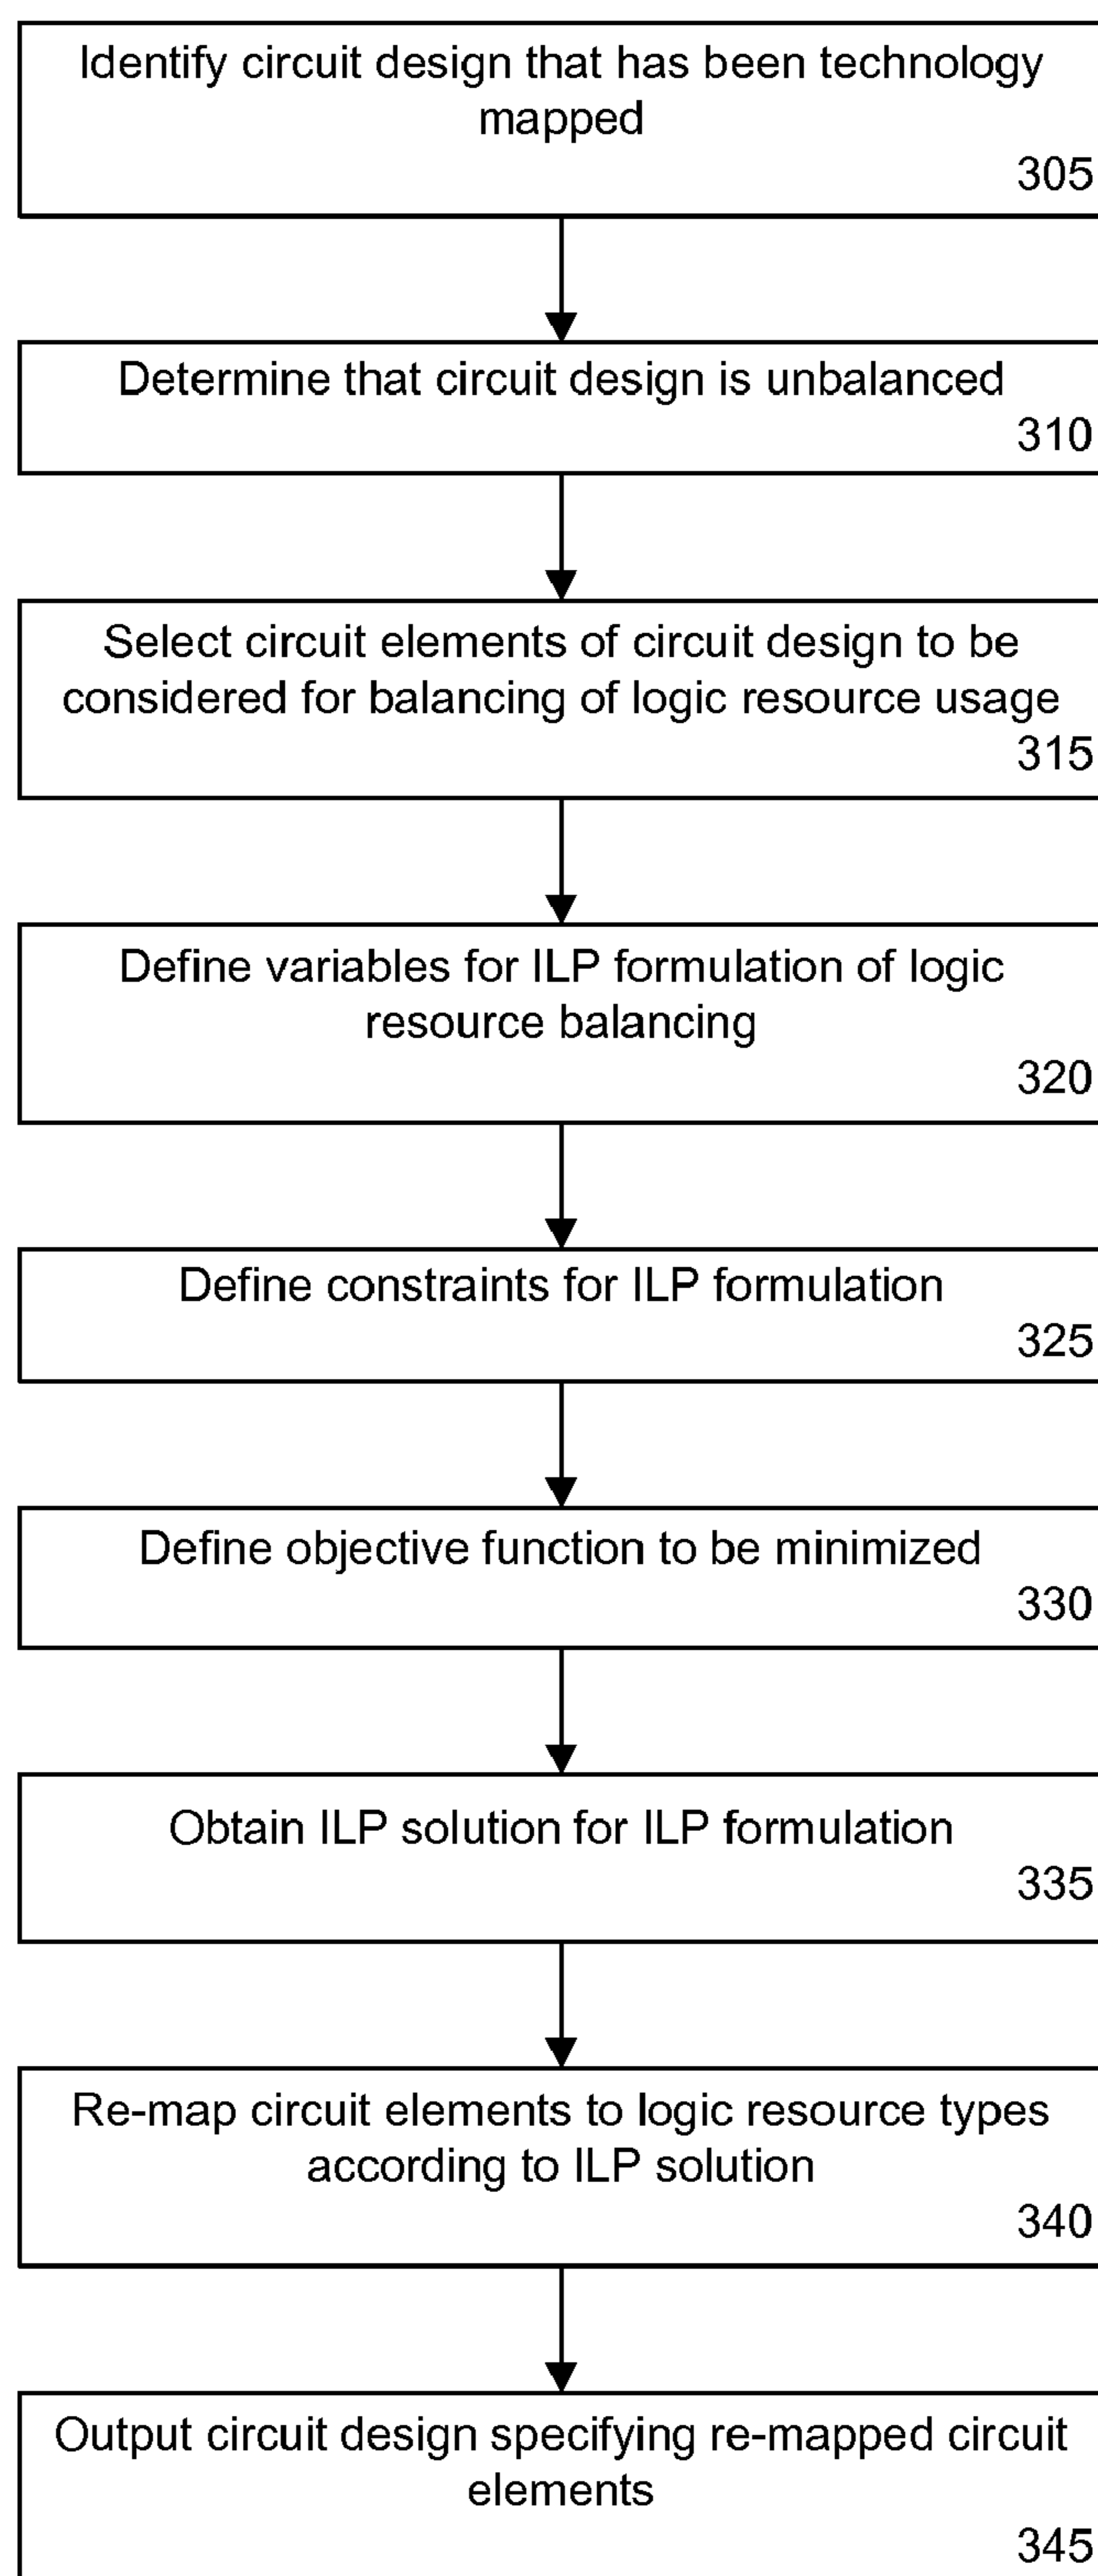 Identify circuit design that has been technology
mapped
305
Determine that circuit design is unbalanced
310
Select circuit elements of circuit design to be
considered for balancing of logic resource usage
315
Define variables for ILP formulation of logic
resource balancing
320
Define constraints for ILP formulation
325
Define objective function to be minimized
330
Obtain ILP solution for ILP formulation
335
Re-map circuit elements to logic resource types
according to ILP solution
340
Output circuit design specifying re-mapped circuit
elements
345